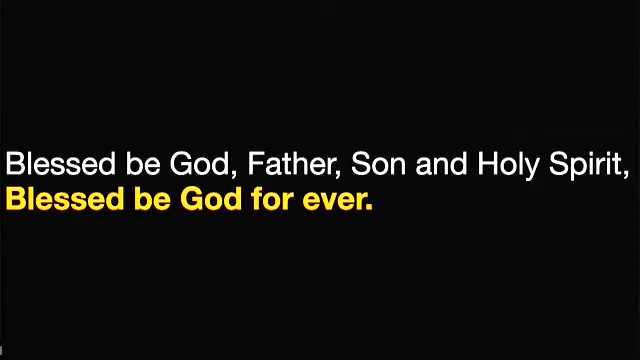 Blessed be God, Father, Son and Holy Spirit,
Blessed be God for ever.